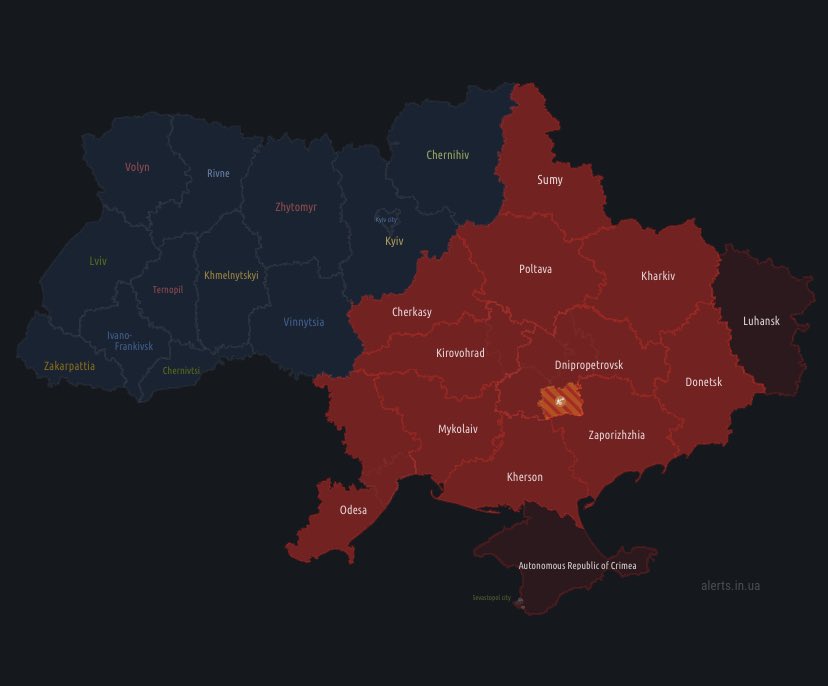 Chernihiv
Volyn
Rivne
Sumy
Zhytomyr
Kyiv city
Kyiv
Lviv
Poltava
Khmelnytskyi
Kharkiv
Ternopil
Cherkasy
Vinnytsia
Luhansk
Ivano-
Frankivsk
Kirovohrad
Zakarpattia
Chernivtsi
Dnipropetrovsk
Donetsk
Mykolaiv
Zaporizhzhia
Kherson
Odesa
Autonomous Republic of Crimea
alerts.in.ua
Sevastopol city